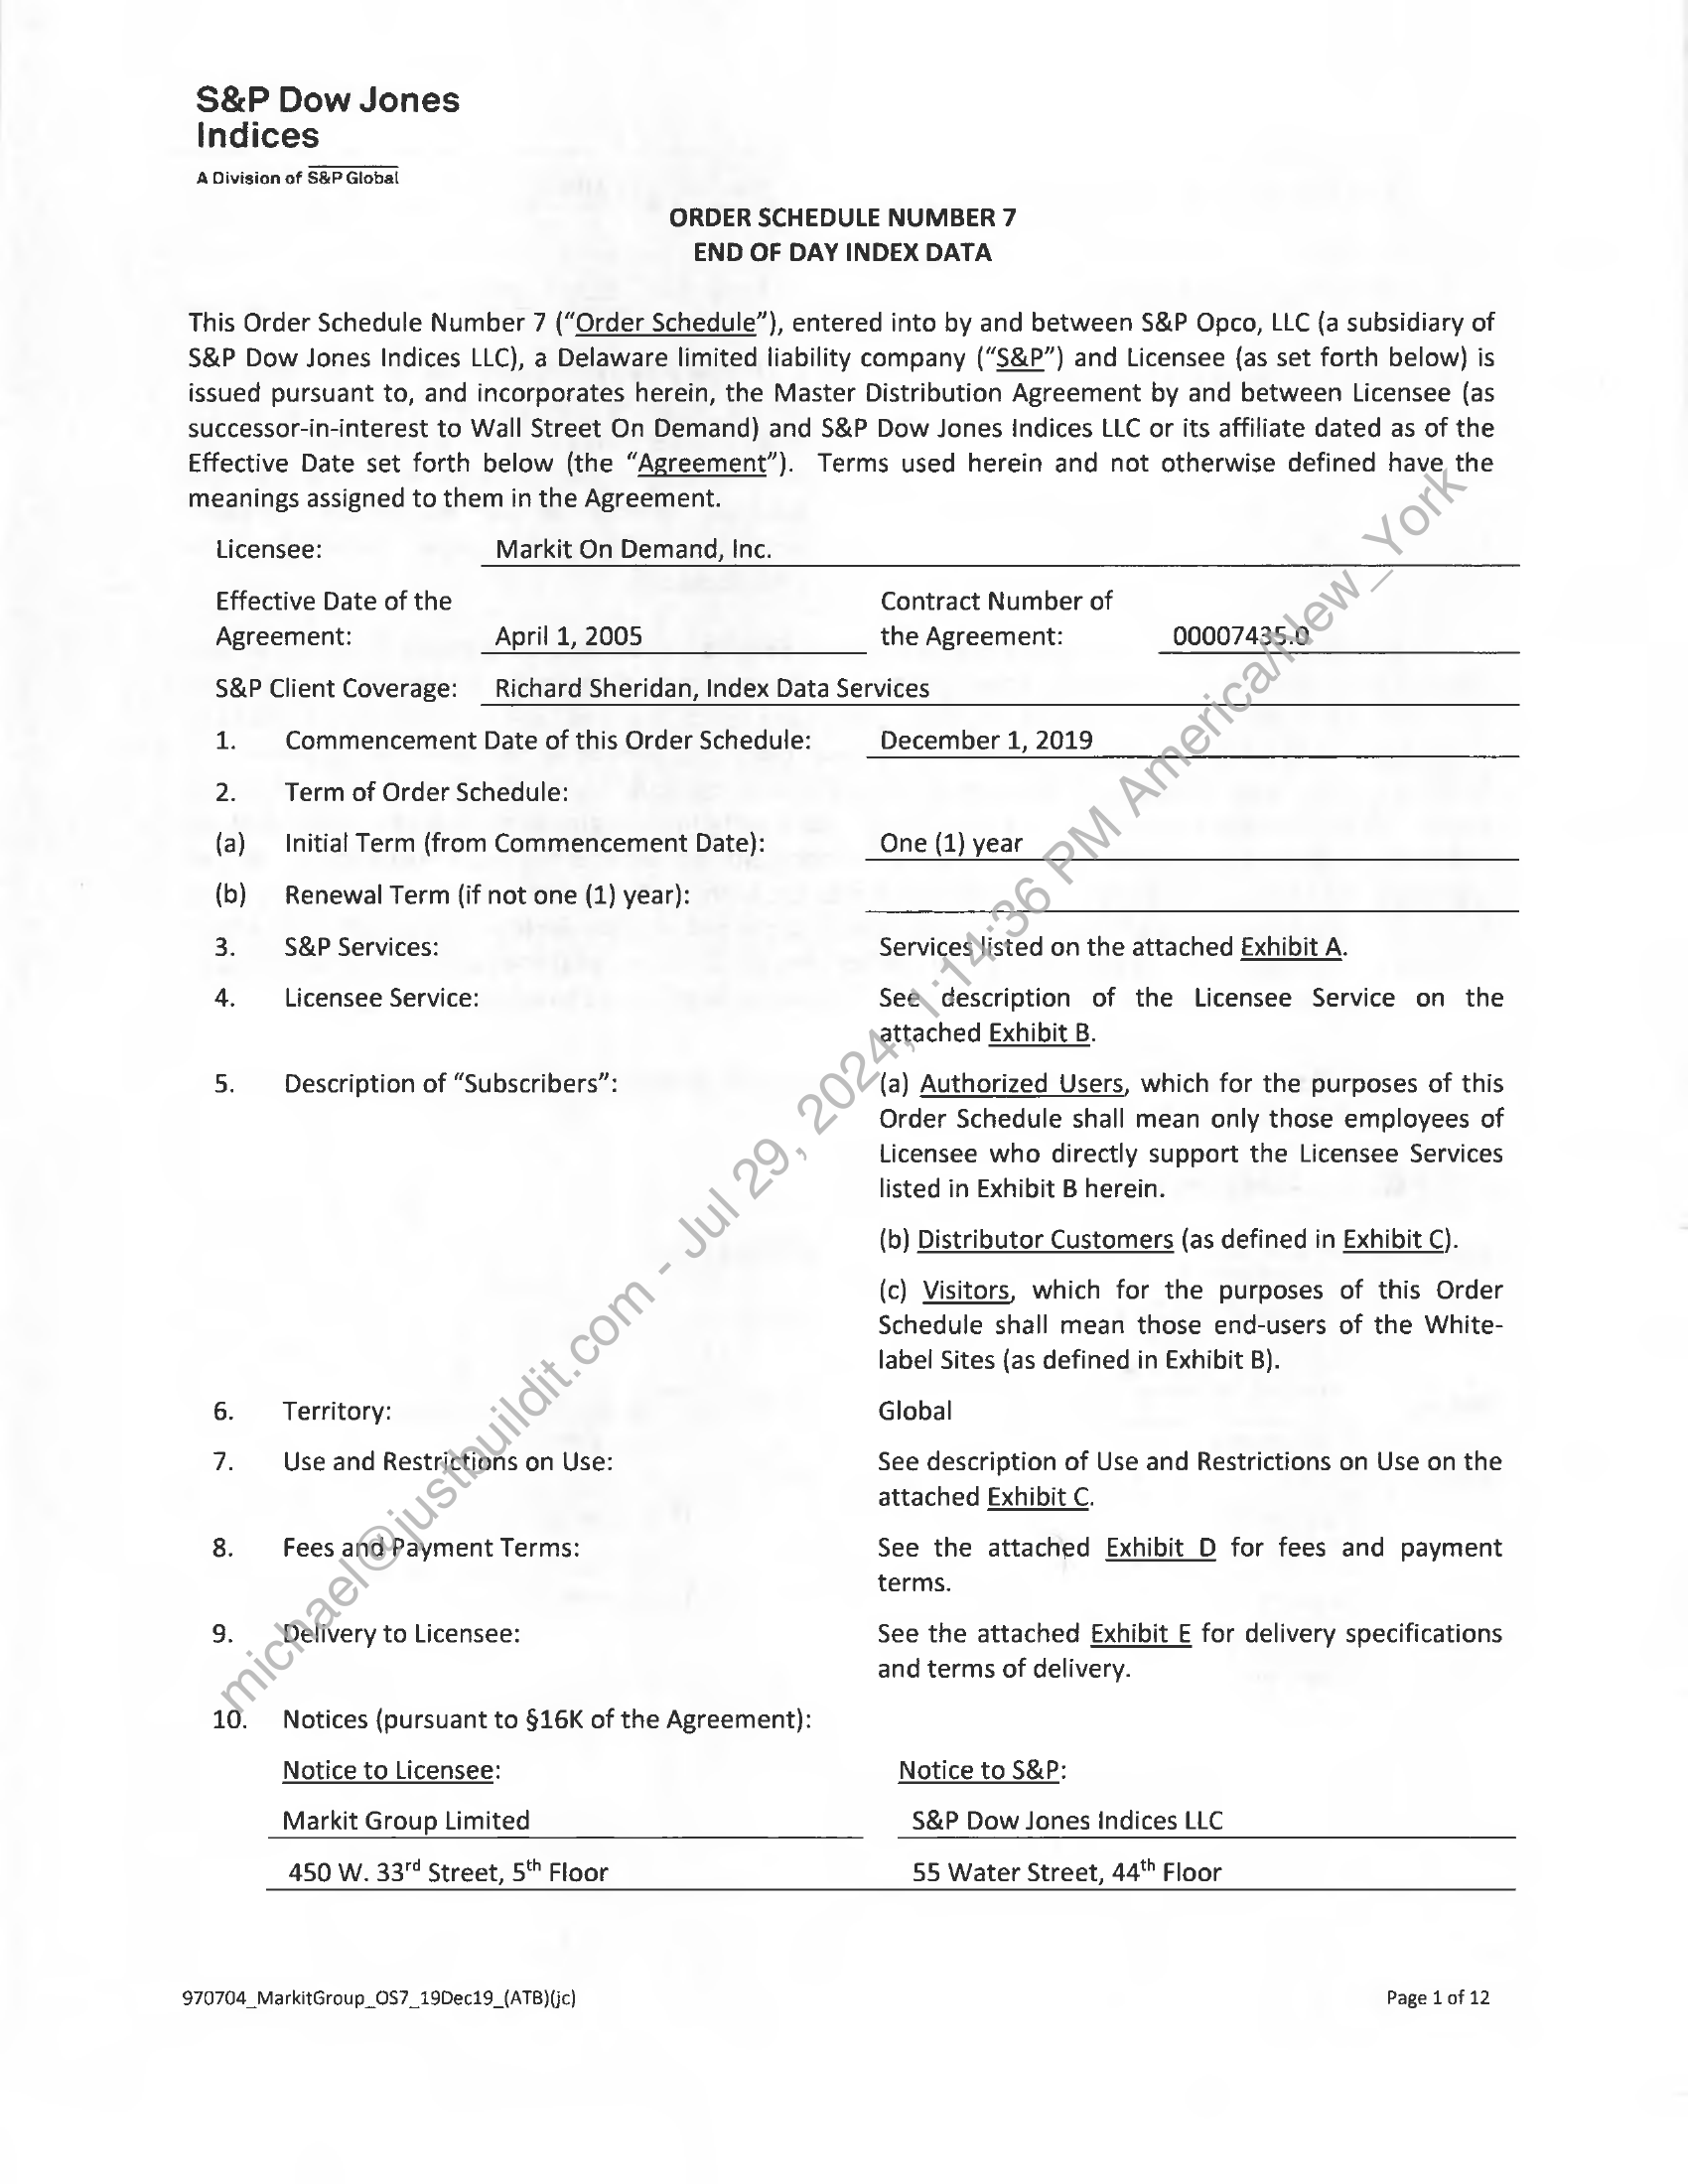 S&P Dow Jones
Indices
A Division of S&P Global
ORDER SCHEDULE NUMBER 7
END OF DAY INDEX DATA
This Order Schedule Number 7 (“Order Schedule”), entered into by and between S&P Opco, LLC (a subsidiary of
S&P Dow Jones Indices LLC), a Delaware limited liability company (“S&P”) and Licensee (as set forth below) is
issued pursuant to, and incorporates herein, the Master Distribution Agreement by and between Licensee (as
successor-in-interest to Wall Street On Demand) and S&P Dow Jones Indices LLC or its affiliate dated as of the
Effective Date set forth below (the “Agreement”). Terms used herein and not otherwise defined have the
meanings assigned to them in the Agreement.
Licensee: Markit On Demand, Inc.
Effective Date of the Contract Number of
Agreement: April 1, 2005 the Agreement: 00007435.0
S&P Client Coverage: Richard Sheridan, Index Data Services
1. Commencement Date of this Order Schedule: December 1, 2019
2. Term of Order Schedule:
(a) Initial Term (from Commencement Date): One (1) year
(b) Renewal Term (if not one (1) year):
3. S&P Services: Services listed on the attached Exhibit A.
4. Licensee Service: See description of the Licensee Service on the
attached Exhibit B.
5. Description of “Subscribers”: (a) Authorized Users, which for the purposes of this
Order Schedule shall mean only those employees of
Licensee who directly support the Licensee Services
listed in Exhibit B herein.
(b) Distributor Customers (as defined in Exhibit C).
(c) Visitors, which for the purposes of this Order
Schedule shall mean those end-users of the White-
label Sites (as defined in Exhibit B).
6. Territory: Global
7. Use and Restrictions on Use: See description of Use and Restrictions on Use on the
attached Exhibit C.
8. Fees and Payment Terms: See the attached Exhibit D for fees and payment
terms.
9. Delivery to Licensee: See the attached Exhibit E for delivery specifications
and terms of delivery.
10. Notices (pursuant to §16K of the Agreement):
Notice to Licensee: Notice to S&P:
Markit Group Limited S&P Dow Jones Indices LLC
450 W. 33rd Street, 5th Floor 55 Water Street, 44th Floor
970704_MarkitGroup_OS7_19Dec19_(ATB)(jc) Page 1 of 12
michael@justbuildit.com - Jul 29, 2024, 1:14:36 PM America/New_York